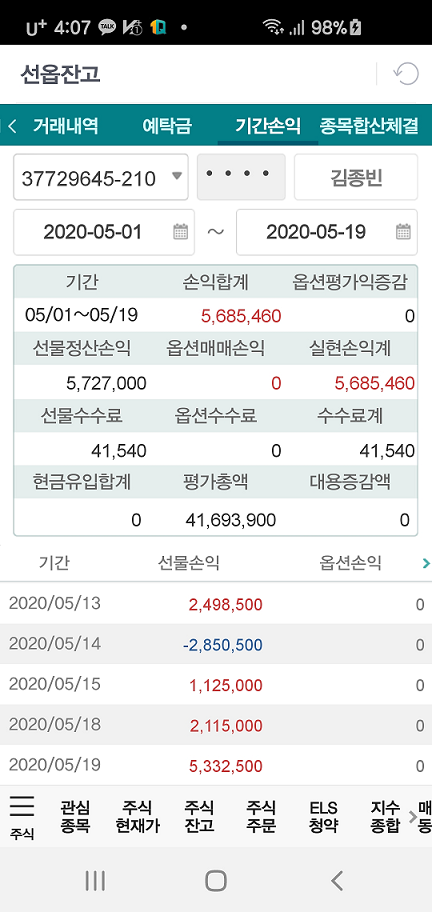 U+ 4:07 TALK 98%
선옵잔고
거래내역 예탁금 기간손익 종목합산체결
37729645-210 •••• 김종빈
2020-05-01 ~ 2020-05-19
기간 손익합계 옵션평가익증감
05/01~05/19 5,685,460 0
선물정산손익 옵션매매손익 실현손익계
5,727,000 0 5,685,460
선물수수료 옵션수수료 수수료계
41,540 0 41,540
현금유입합계 평가총액 대용증감액
0 41,693,900 0
기간 선물손익 옵션손익
2020/05/13 2,498,500 0
2020/05/14 -2,850,500 0
2020/05/15 1,125,000 0
2020/05/18 2,115,000 0
2020/05/19 5,332,500 0
주식 관심종목 주식현재가 주식잔고 주식주문 ELS청약 지수종합 매동